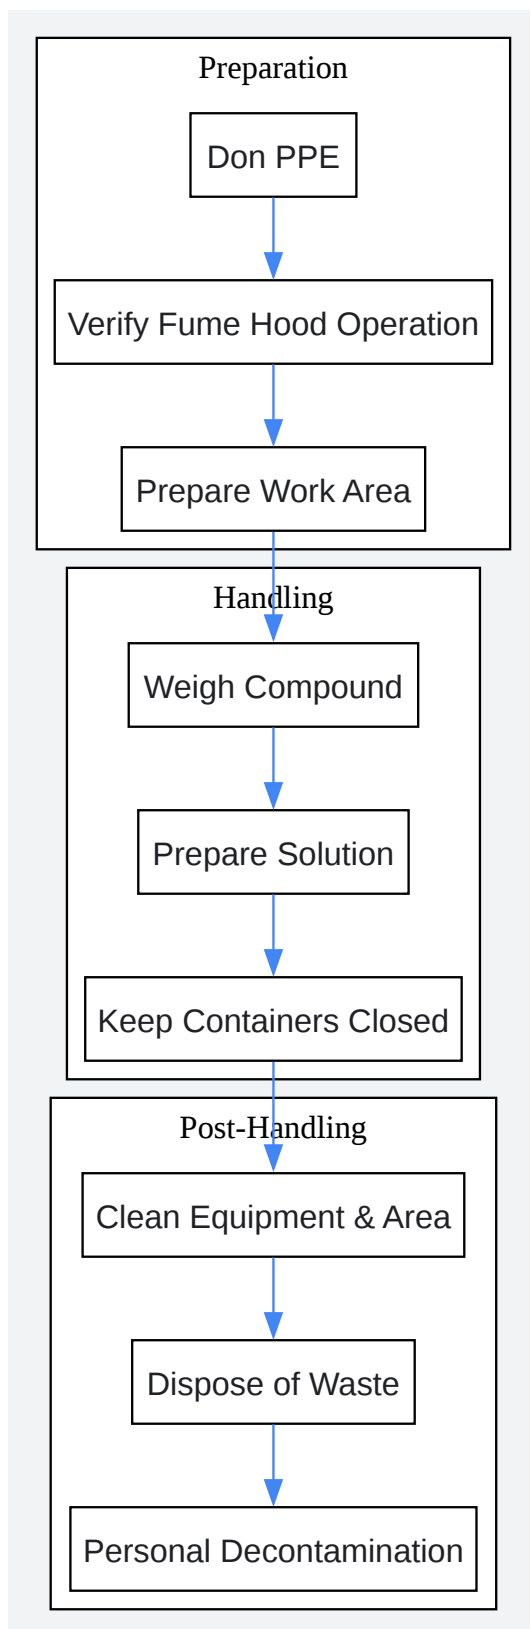 Preparation
Don PPE
Verify Fume Hood Operation
Prepare Work Area
Handling
Weigh Compound
Prepare Solution
Keep Containers Closed
Post-Handling
Clean Equipment & Area
Dispose of Waste
Personal Decontamination